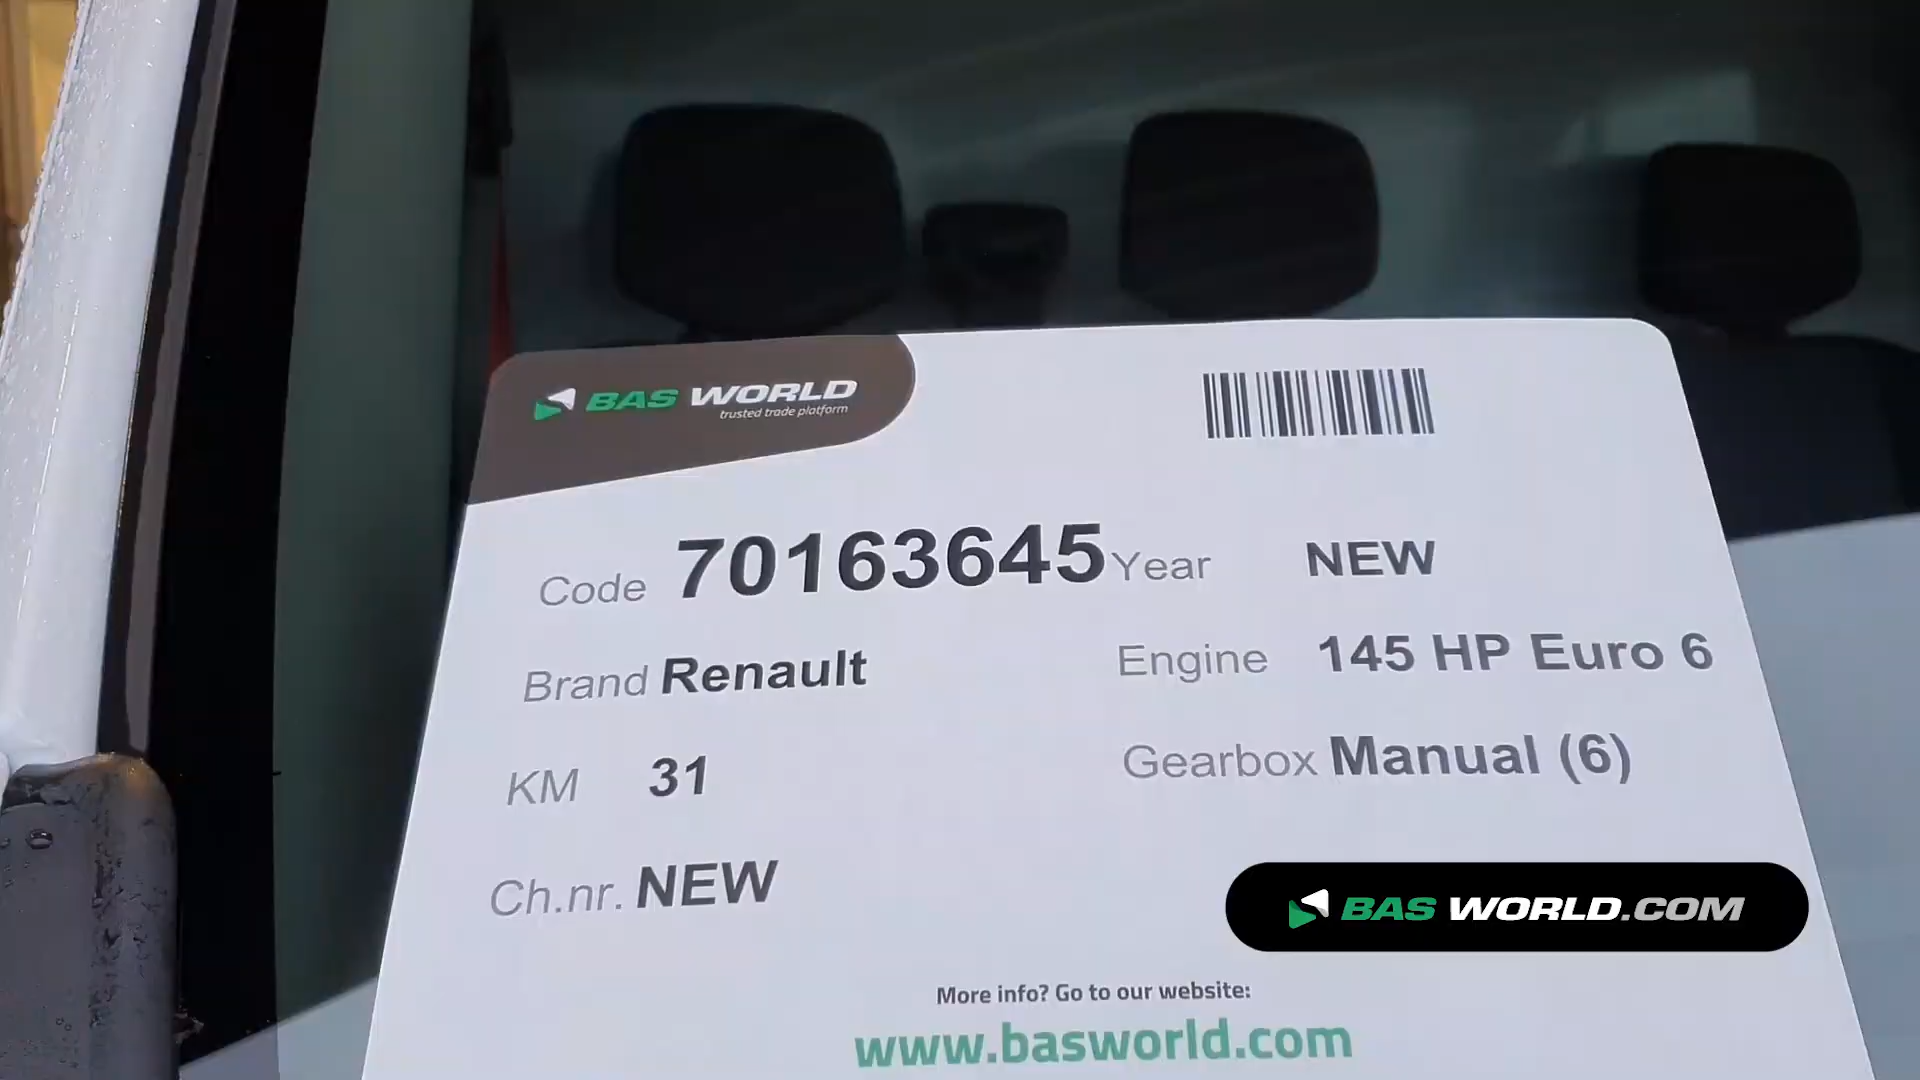 BAS WORLD
trusted trade platform
Code 70163645 Year NEW
Brand Renault Engine 145 HP Euro 6
KM 31 Gearbox Manual (6)
Ch.nr. NEW
BAS WORLD.COM
More info? Go to our website:
www.basworld.com